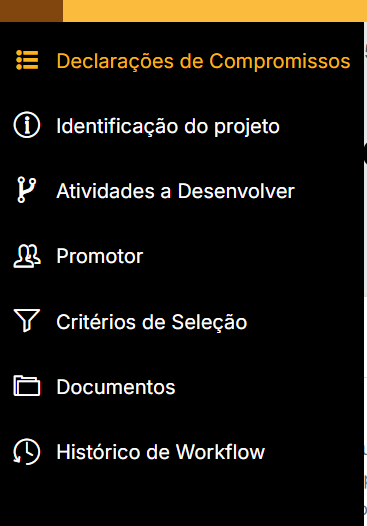 Declarações de Compromissos
Identificação do projeto
Atividades a Desenvolver
Promotor
Critérios de Seleção
Documentos
Histórico de Workflow